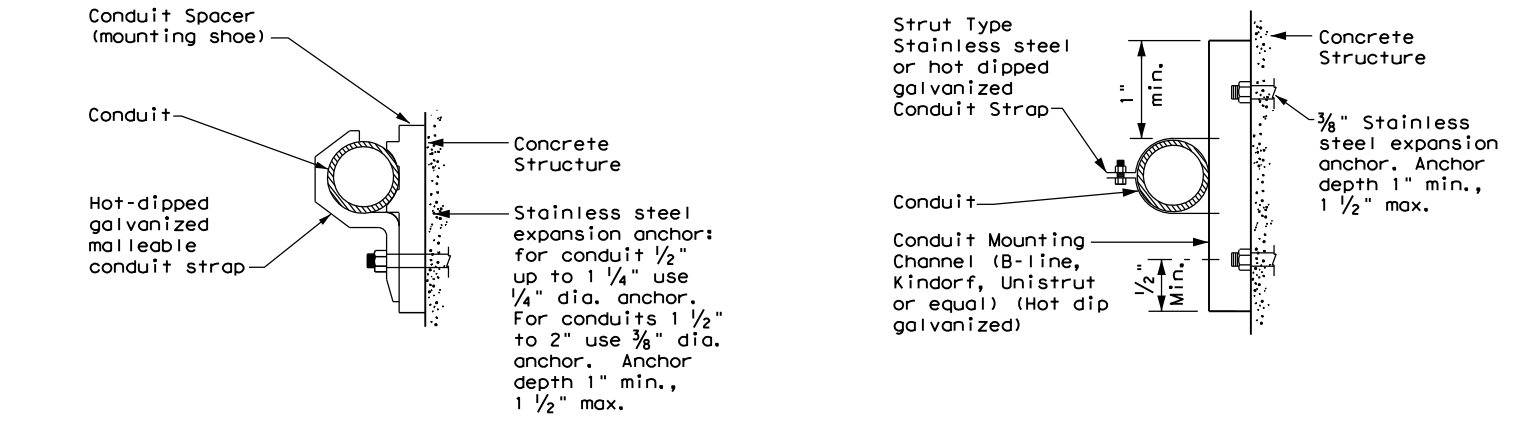 Conduit Spacer
(mounting shoe)
Conduit
Hot-dipped
galvanized
malleable
conduit strap
Concrete
Structure
Stainless steel
expansion anchor:
for conduit ½"
up to 1 ¼" use
¼" dia. anchor.
For conduits 1 ½"
to 2" use ⅜" dia.
anchor. Anchor
depth 1" min.,
1 ½" max.
Strut Type
Stainless steel
or hot dipped
galvanized
Conduit Strap
1"
min.
Conduit
Conduit Mounting
Channel (B-line,
Kindorf, Unistrut
or equal) (Hot dip
galvanized)
½"
Min.
Concrete
Structure
⅜" Stainless
steel expansion
anchor. Anchor
depth 1" min.,
1 ½" max.